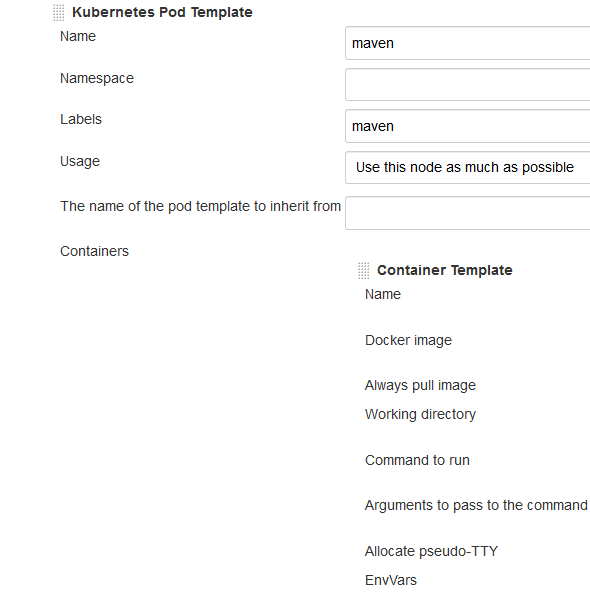 Kubernetes Pod Template
Name maven
Namespace
Labels maven
Usage Use this node as much as possible
The name of the pod template to inherit from
Containers
Container Template
Name
Docker image
Always pull image
Working directory
Command to run
Arguments to pass to the command
Allocate pseudo-TTY
EnvVars